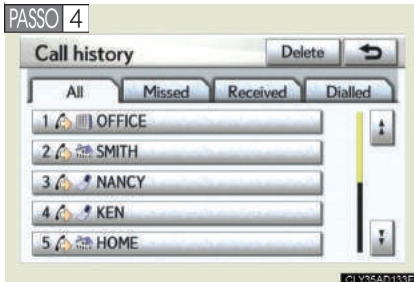 PASSO 4
Call history Delete
All Missed Received Dialled
1 OFFICE
2 SMITH
3 NANCY
4 KEN
5 HOME
CLY35AD133E